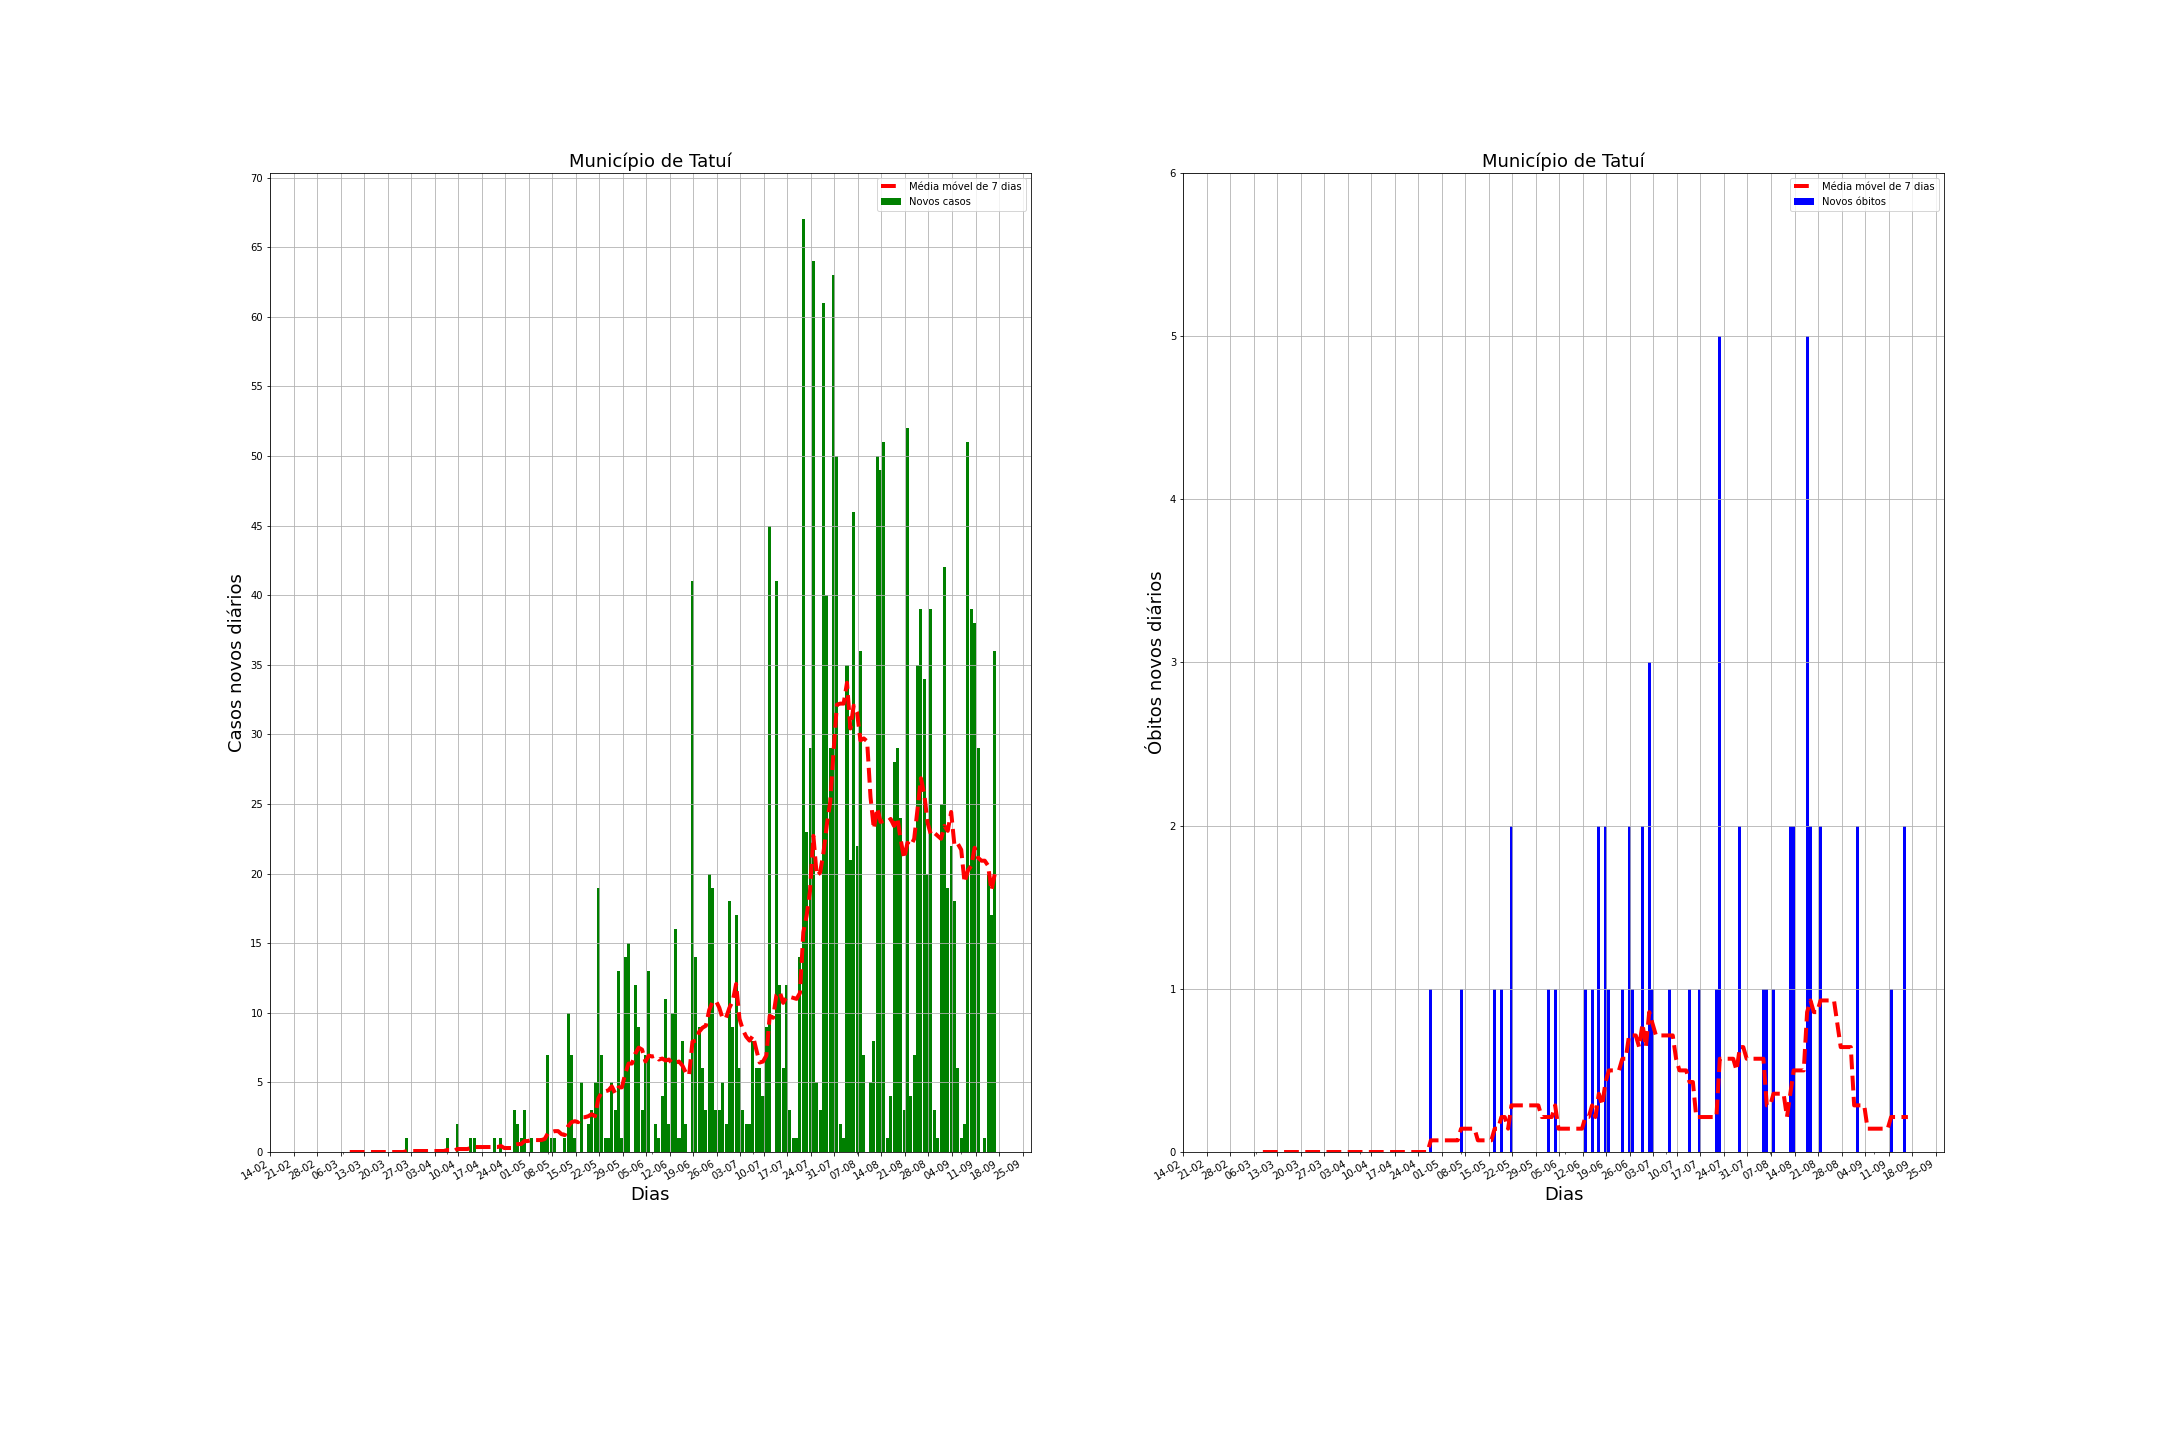 Município de Tatuí
Média móvel de 7 dias
Novos casos
70
65
60
55
50
45
40
35
30
25
20
15
10
5
0
Casos novos diários
14-02 21-02 28-02 06-03 13-03 20-03 27-03 03-04 10-04 17-04 24-04 01-05 08-05 15-05 22-05 29-05 05-06 12-06 19-06 26-06 03-07 10-07 17-07 24-07 31-07 07-08 14-08 21-08 28-08 04-09 11-09 18-09 25-09
Dias
Município de Tatuí
Média móvel de 7 dias
Novos óbitos
6
5
4
3
2
1
0
Óbitos novos diários
14-02 21-02 28-02 06-03 13-03 20-03 27-03 03-04 10-04 17-04 24-04 01-05 08-05 15-05 22-05 29-05 05-06 12-06 19-06 26-06 03-07 10-07 17-07 24-07 31-07 07-08 14-08 21-08 28-08 04-09 11-09 18-09 25-09
Dias